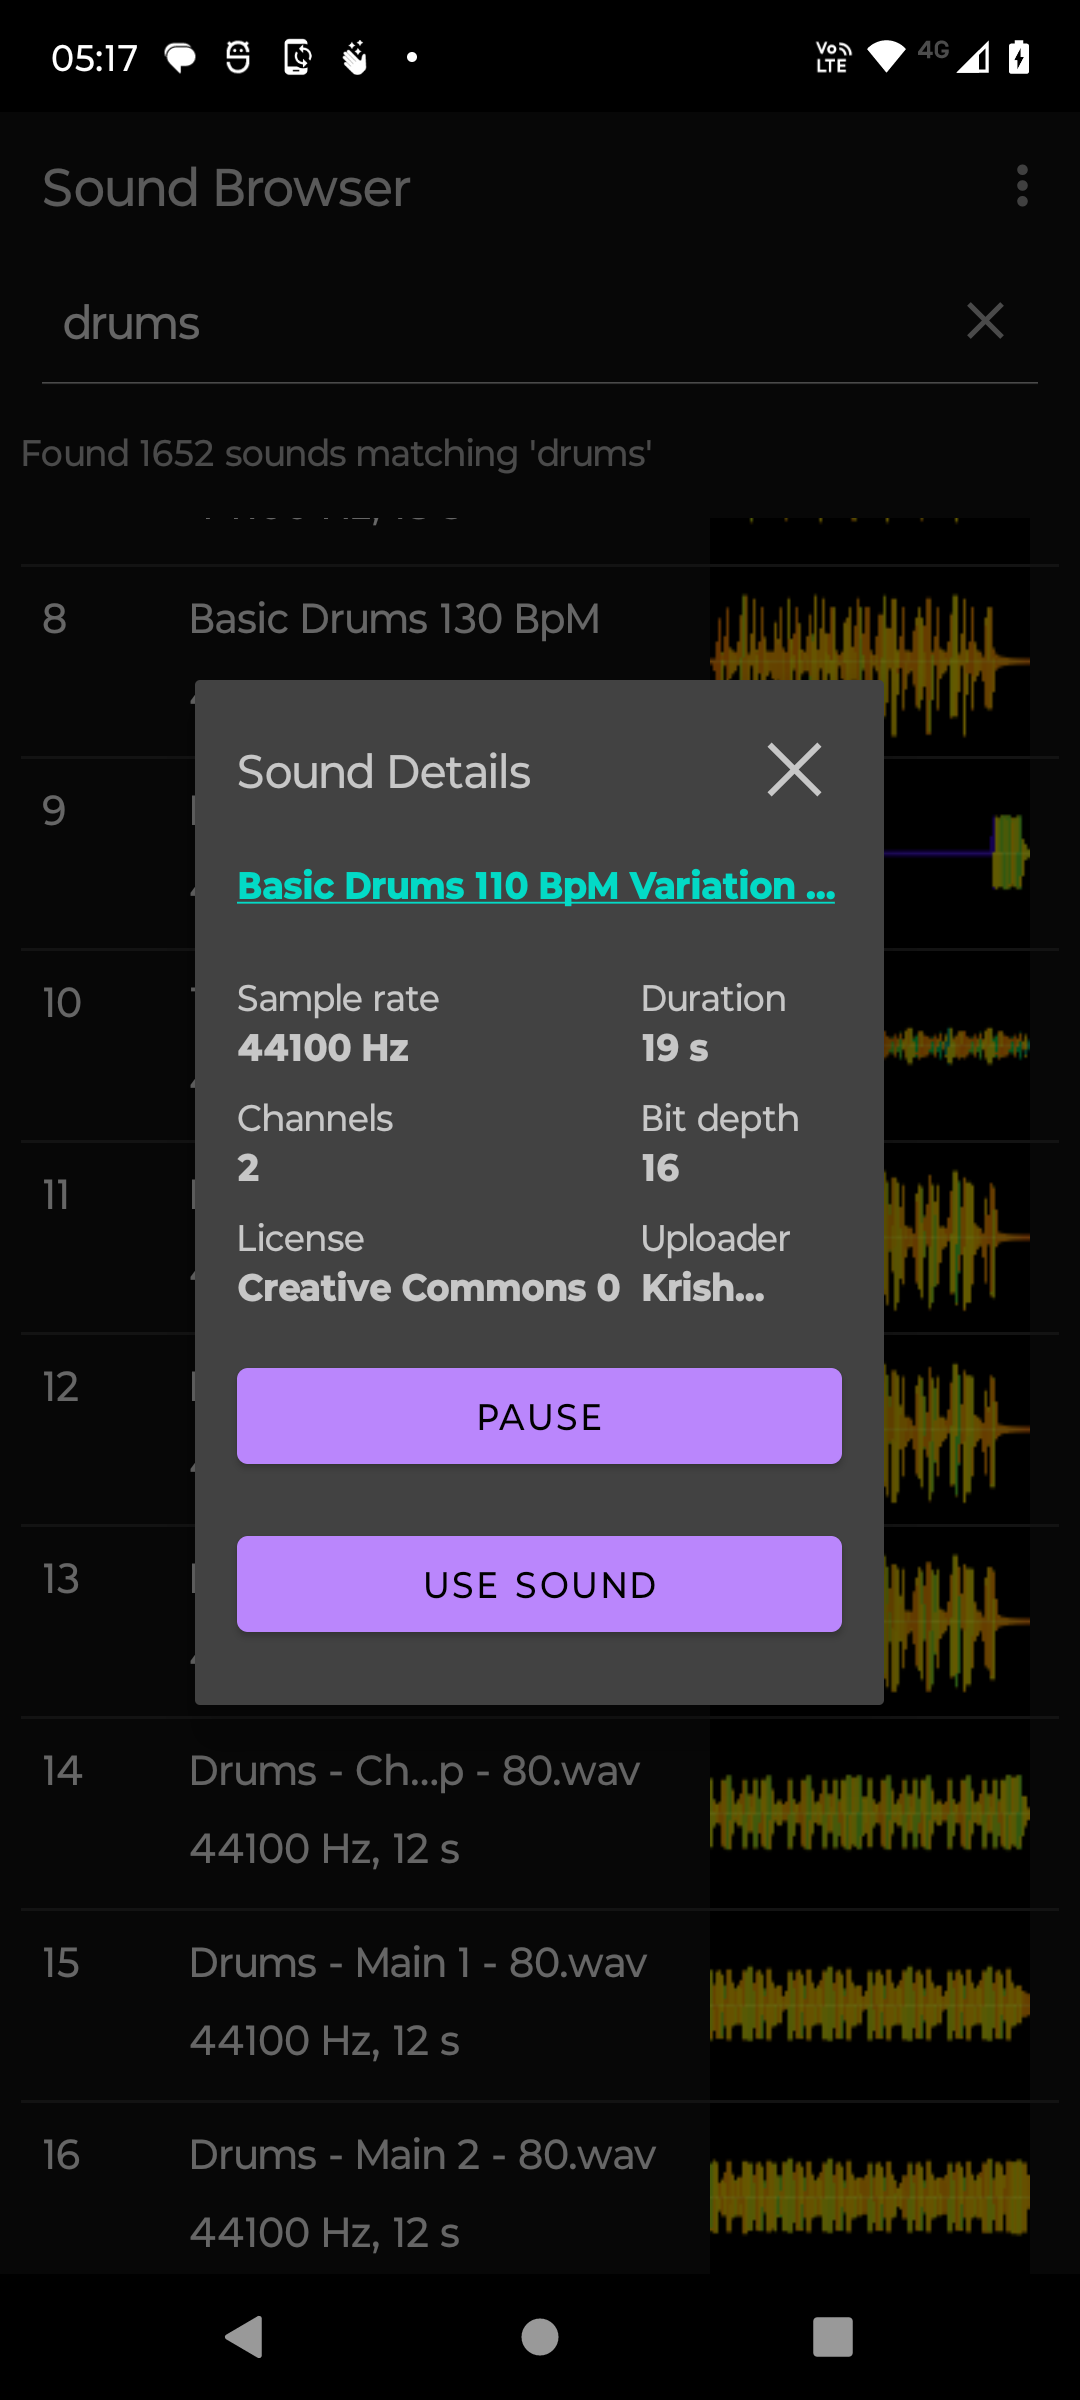 05:17
Vo LTE 4G
Sound Browser
drums
Found 1652 sounds matching 'drums'
8 Basic Drums 130 BpM
Sound Details
9
Basic Drums 110 BpM Variation ...
10
Sample rate Duration
44100 Hz 19 s
Channels Bit depth
2 16
11
License Uploader
Creative Commons 0 Krish...
12
PAUSE
13
USE SOUND
14 Drums - Ch...p - 80.wav
44100 Hz, 12 s
15 Drums - Main 1 - 80.wav
44100 Hz, 12 s
16 Drums - Main 2 - 80.wav
44100 Hz, 12 s